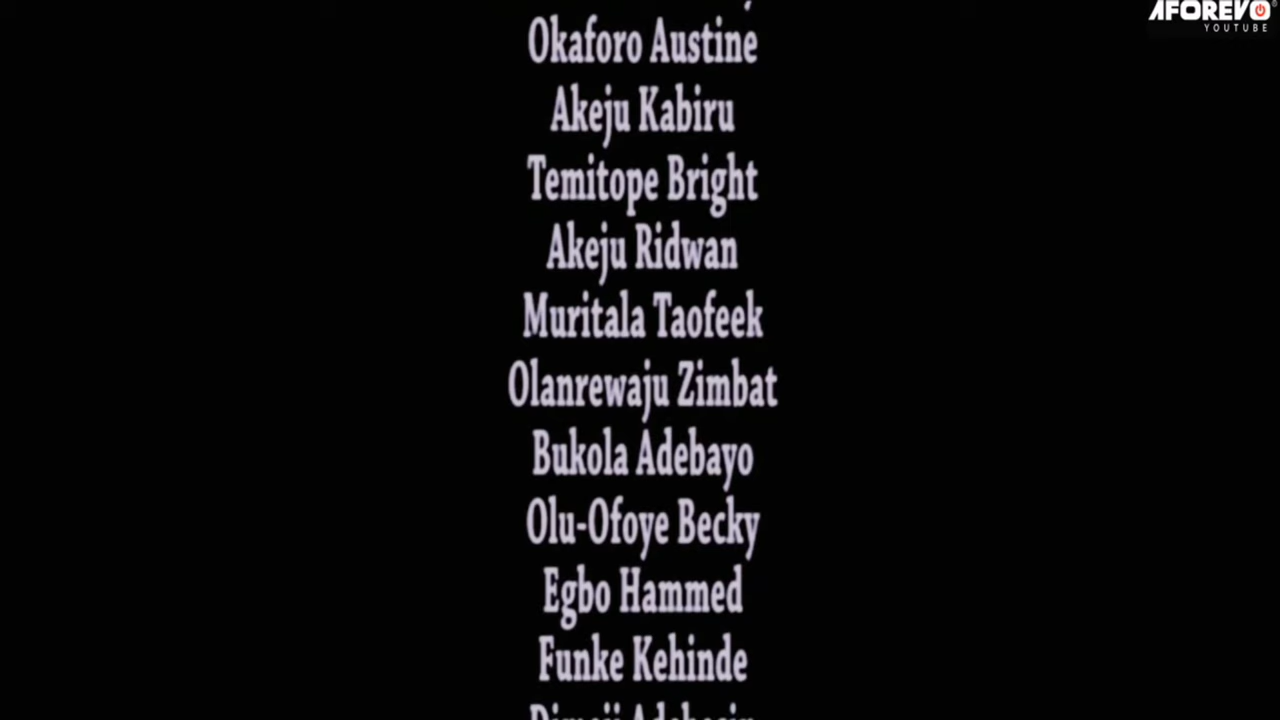 AFOREVO
YOUTUBE
Okaforo Austine
Akeju Kabiru
Temitope Bright
Akeju Ridwan
Muritala Taofeek
Olanrewaju Zimbat
Bukola Adebayo
Olu-Ofoye Becky
Egbo Hammed
Funke Kehinde